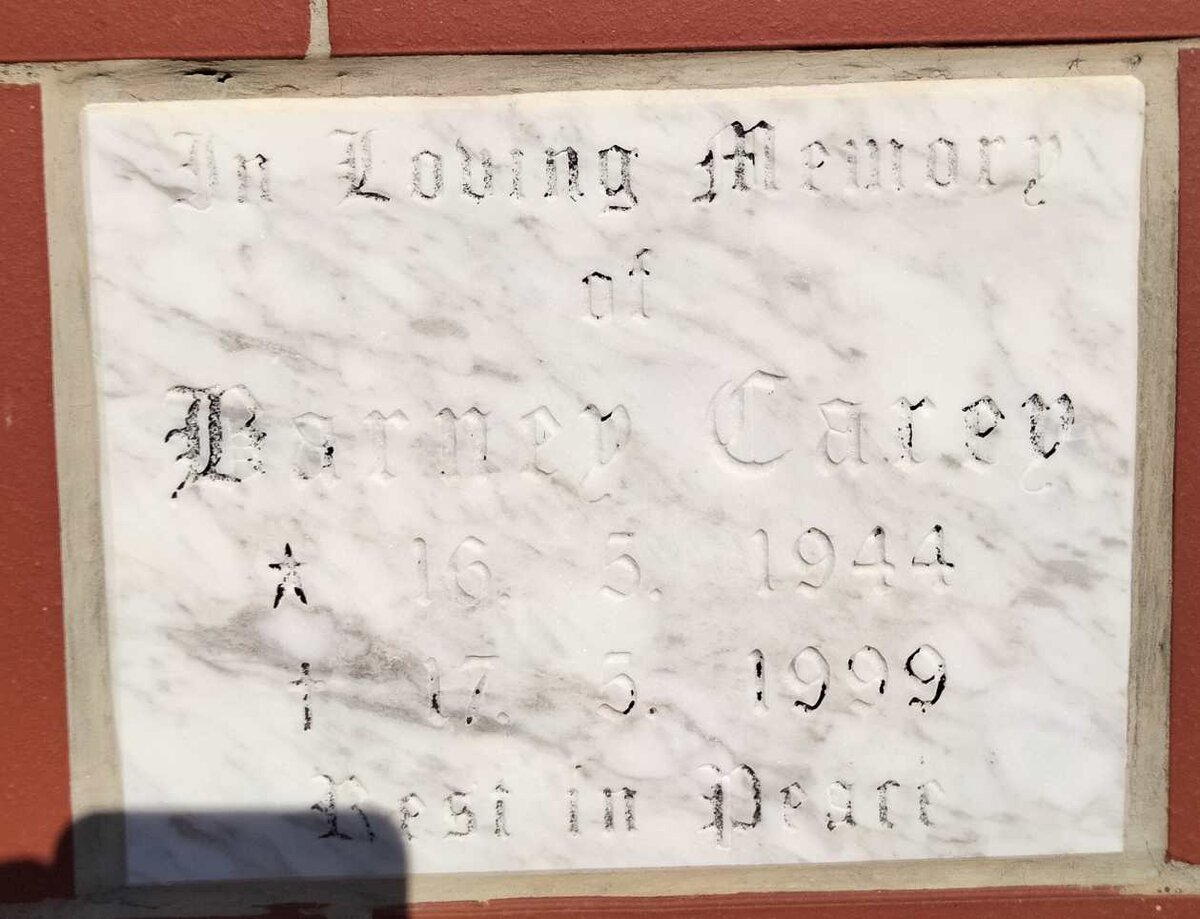 In Loving Memory
of
Barney Carey
★ 16. 5. 1944
† 17. 5. 1999
Rest in Peace